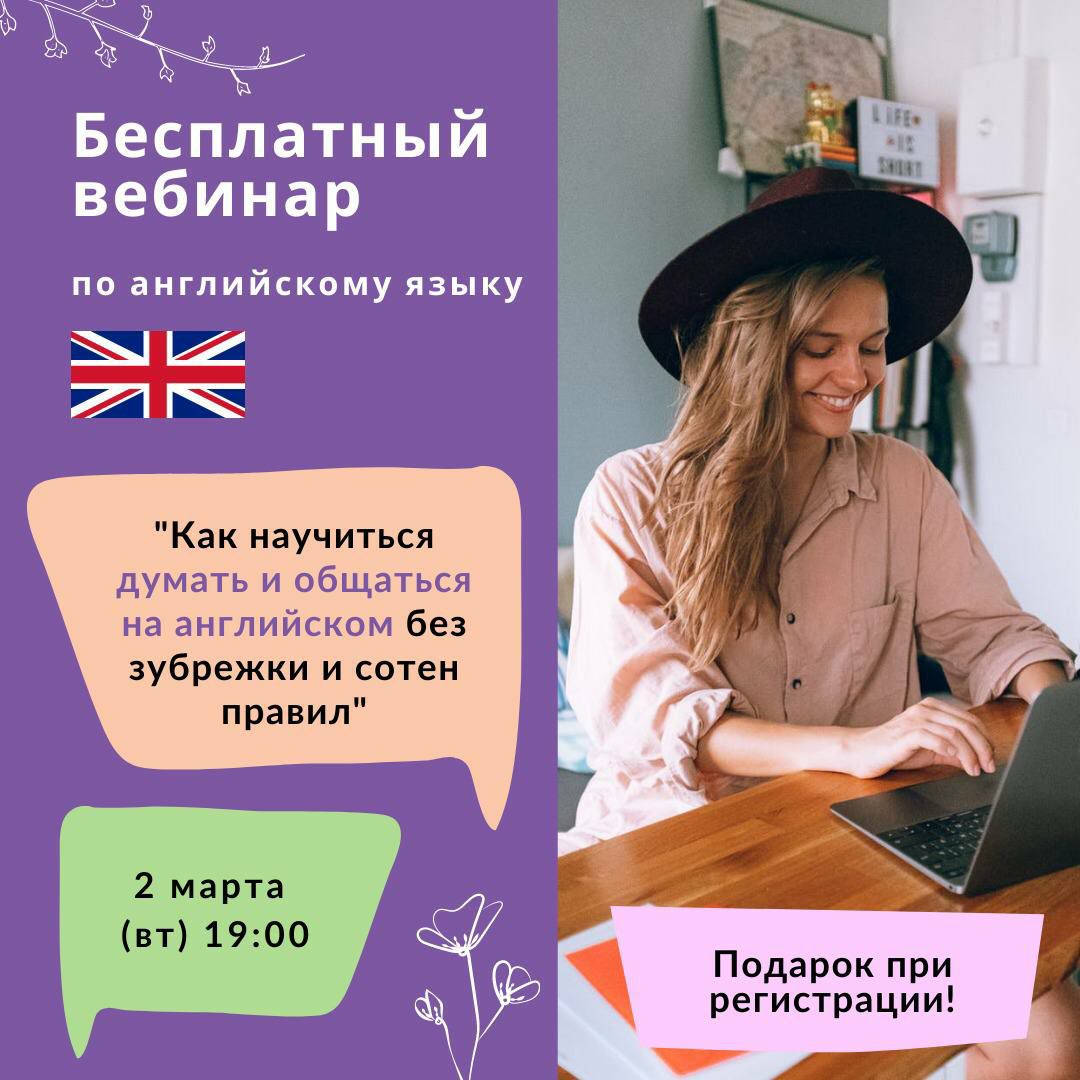 Бесплатный
вебинар
по английскому языку
"Как научиться
думать и общаться
на английском без
зубрежки и сотен
правил"
2 марта
(вт) 19:00
LIFE
IS
SHORT
Подарок при
регистрации!